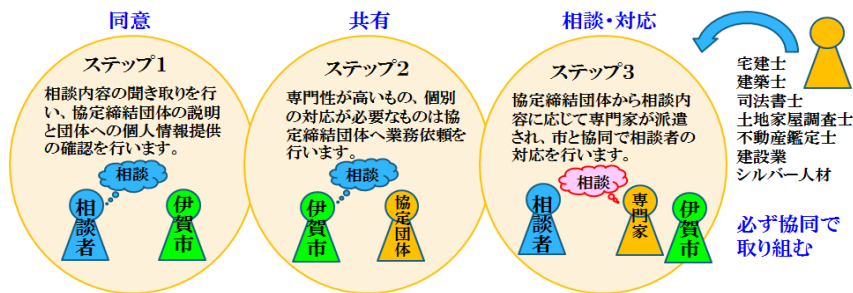 同意
ステップ1
相談内容の聞き取りを行
い、協定締結団体の説明
と団体への個人情報提供
の確認を行います。
相談
相談者
伊賀市
共有
ステップ2
専門性が高いもの、個別
の対応が必要なものは協
定締結団体へ業務依頼を
行います。
相談
伊賀市
協定団体
相談・対応
ステップ3
協定締結団体から相談内
容に応じて専門家が派遣
され、市と協同で相談者の
対応を行います。
相談
相談者
専門家
伊賀市
宅建士
建築士
司法書士
土地家屋調査士
不動産鑑定士
建設業
シルバー人材
必ず協同で
取り組む